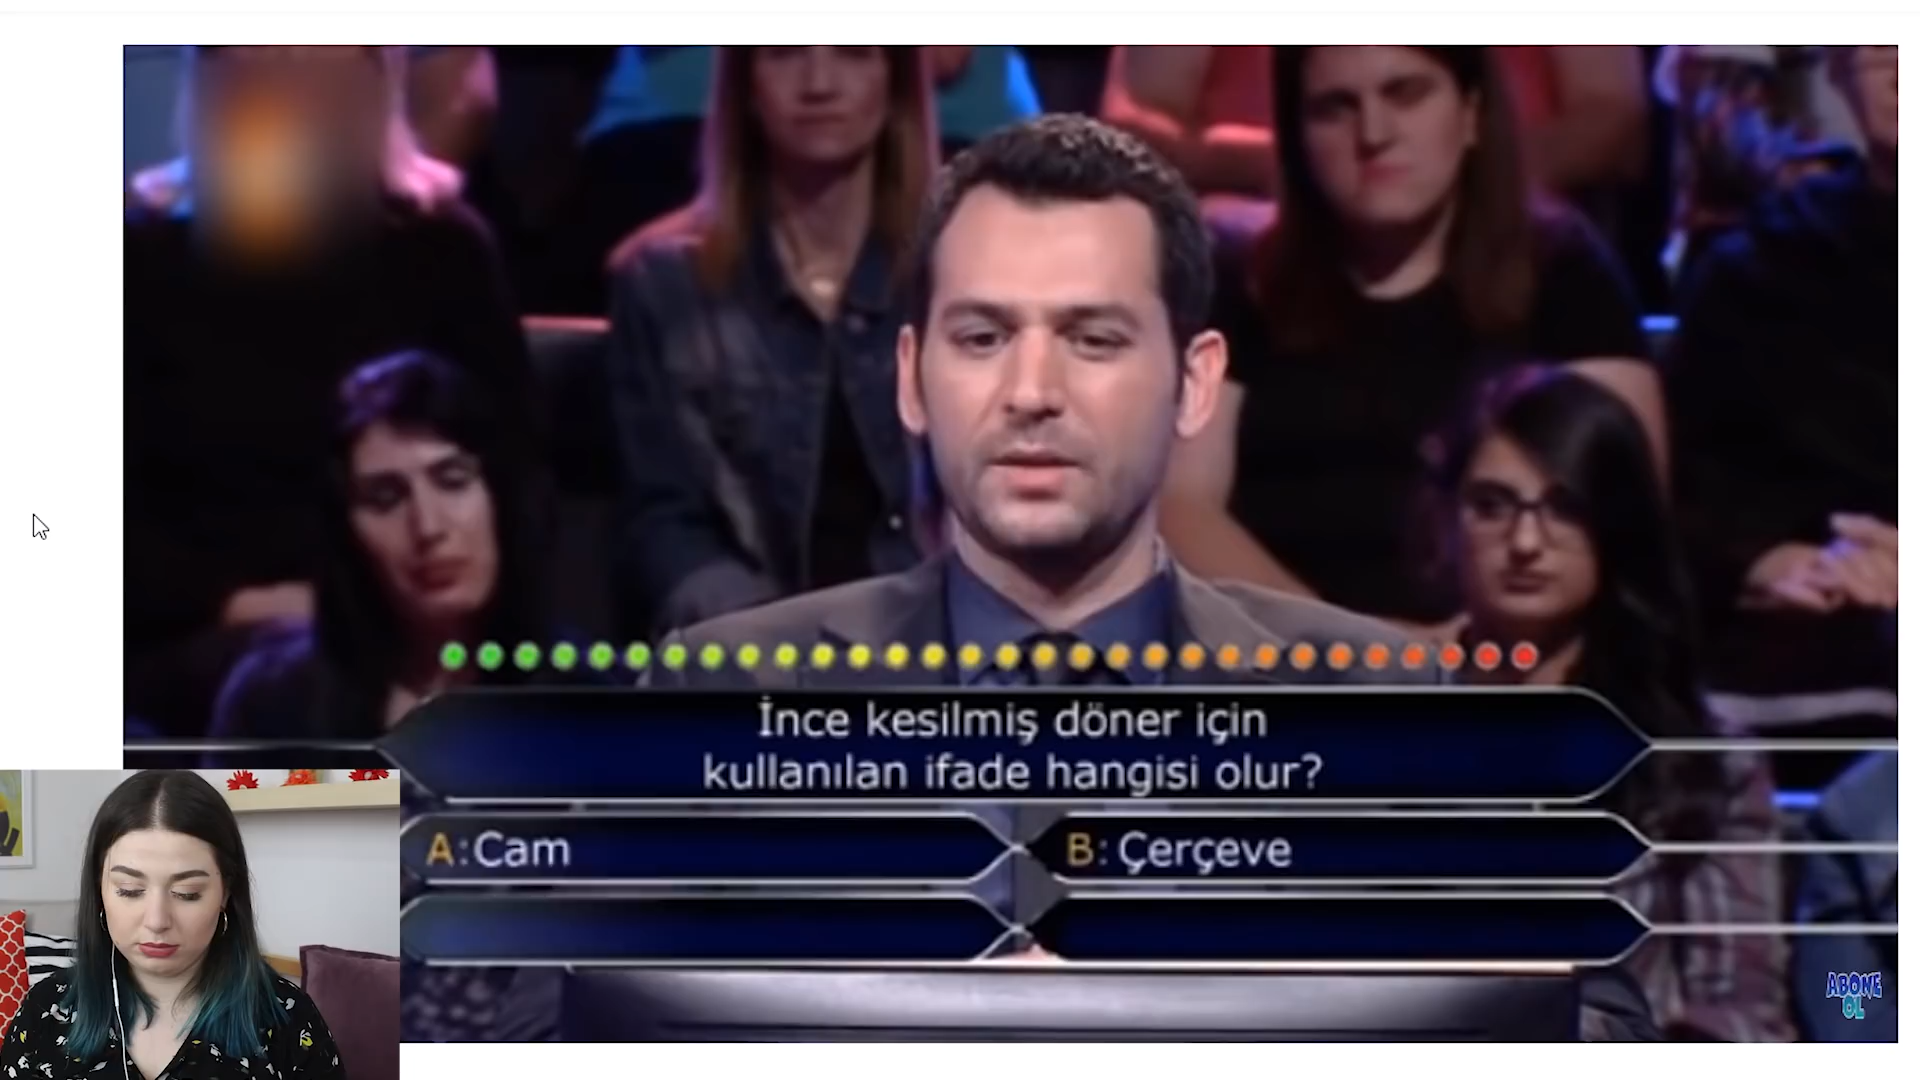 İnce kesilmiş döner için
kullanılan ifade hangisi olur?
A: Cam
B: Çerçeve
ABONE
OL